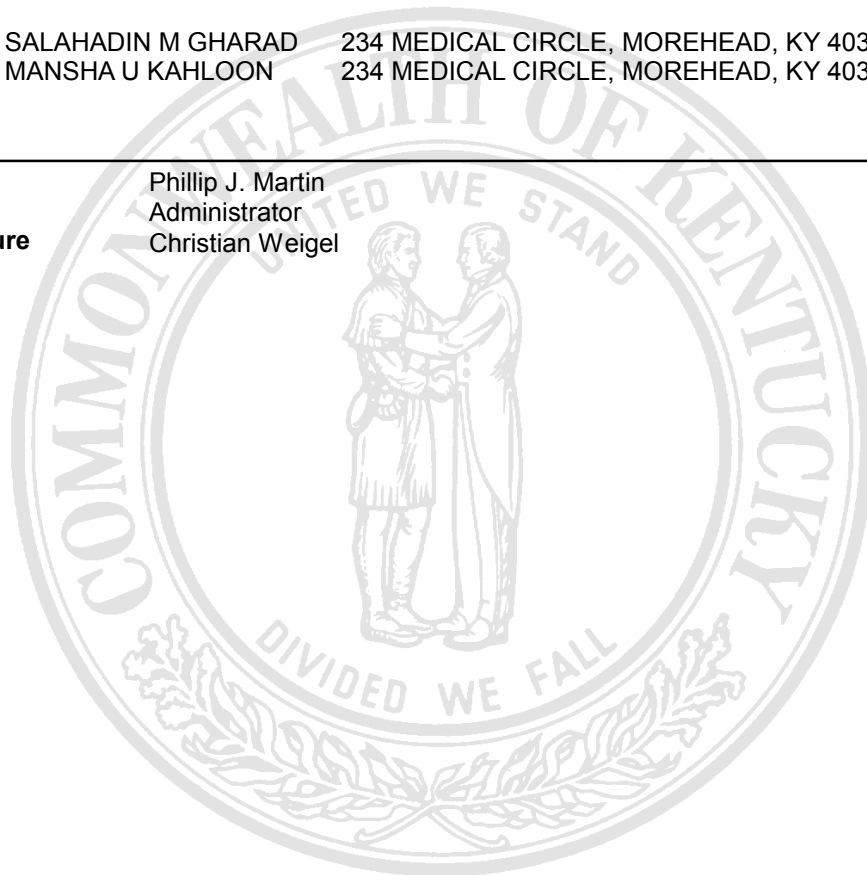 SALAHADIN M GHARAD 234 MEDICAL CIRCLE, MOREHEAD, KY 403
MANSHA U KAHLOON 234 MEDICAL CIRCLE, MOREHEAD, KY 403
Phillip J. Martin
Administrator
ure Christian Weigel
COMMONWEALTH OF KENTUCKY
UNITED WE STAND
DIVIDED WE FALL